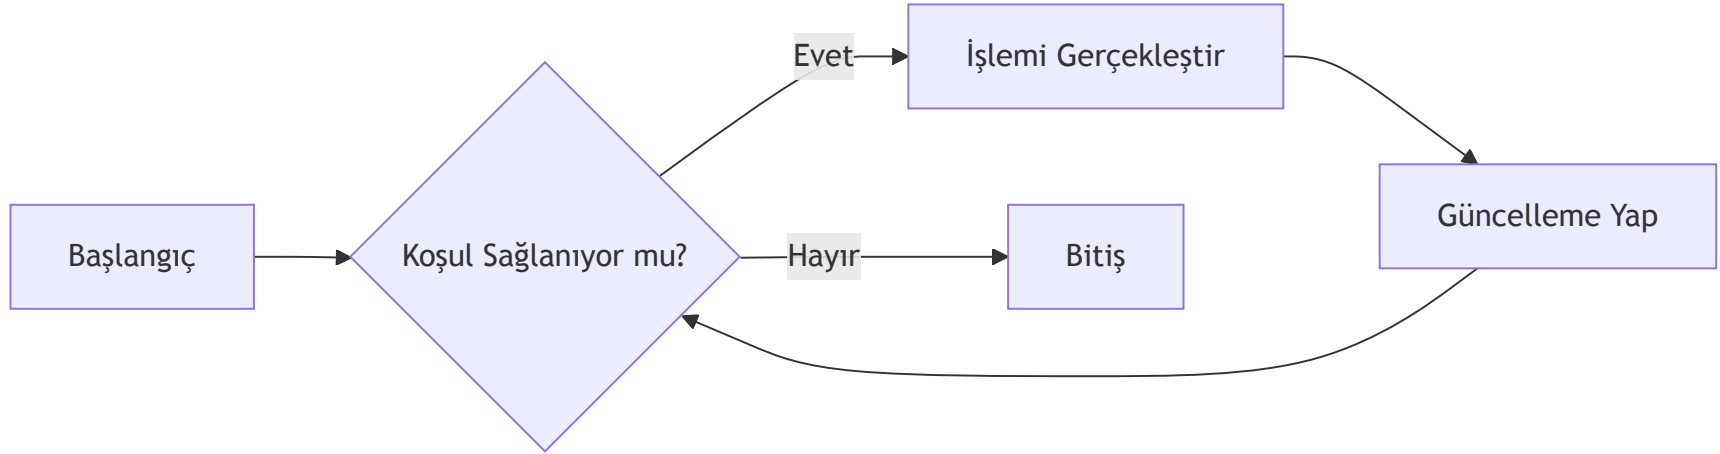 Başlangıç
Koşul Sağlanıyor mu?
Evet
İşlemi Gerçekleştir
Güncelleme Yap
Hayır
Bitiş